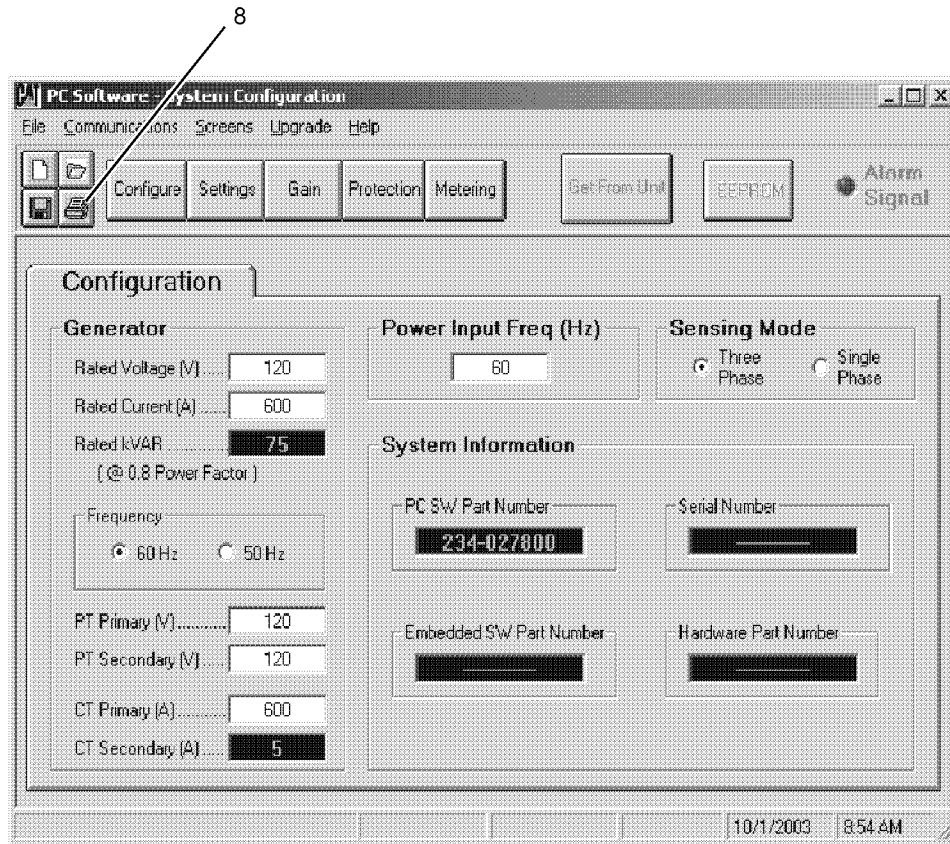 8
CAT PC Software - System Configuration
File Communications Screens Upgrade Help
Configure Settings Gain Protection Metering Get From Unit EEPROM Alarm Signal
Configuration
Generator
Rated Voltage (V)..... 120
Rated Current (A)...... 600
Rated kVAR............. 75
( @ 0.8 Power Factor )
Frequency
60 Hz 50 Hz
PT Primary (V)........... 120
PT Secondary (V)..... 120
CT Primary (A)........... 600
CT Secondary (A)..... 5
Power Input Freq (Hz)
60
Sensing Mode
Three Phase Single Phase
System Information
PC SW Part Number
234-027800
Serial Number
Embedded SW Part Number
Hardware Part Number
10/1/2003 8:54 AM